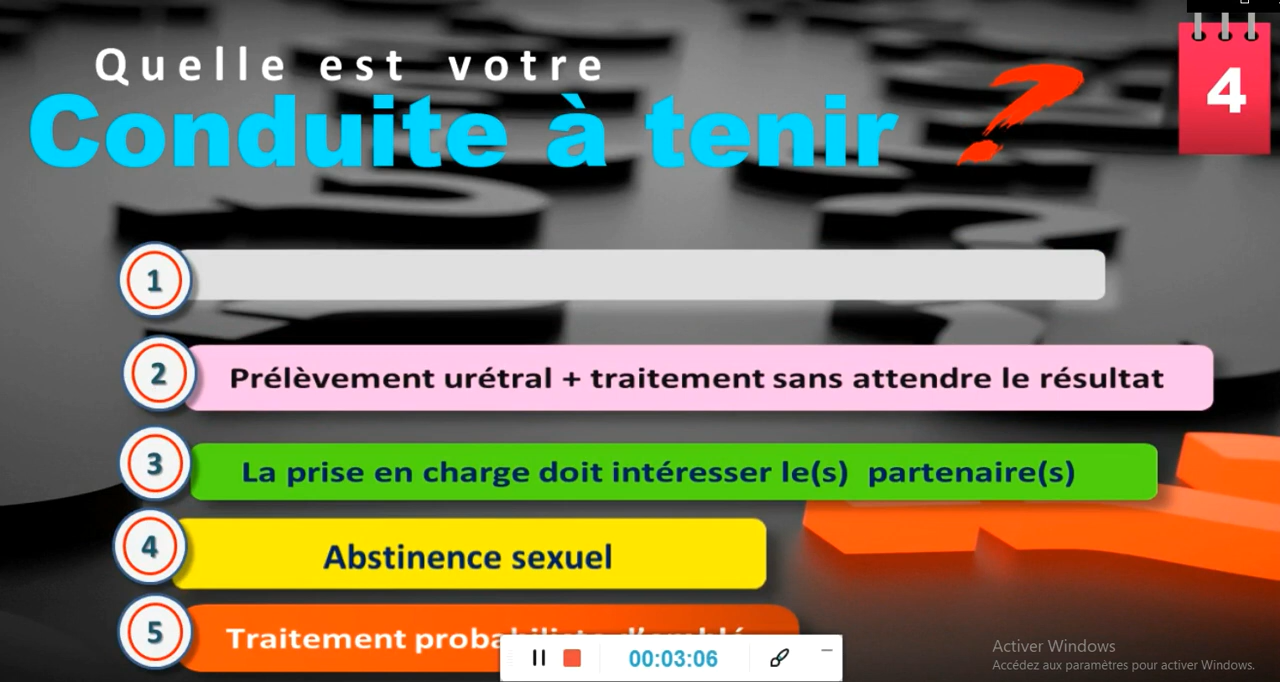 Quelle est votre
Conduite à tenir ?
4
1
2 Prélèvement urétral + traitement sans attendre le résultat
3 La prise en charge doit intéresser le(s) partenaire(s)
4 Abstinence sexuel
5 Traitement
00:03:06
Activer Windows
Accédez aux paramètres pour activer Windows.